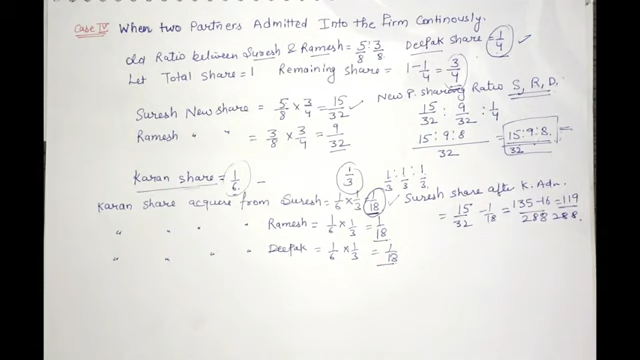 Case IV When two Partners Admitted Into the Firm Continously.
Old Ratio between Suresh & Ramesh = 5/8 : 3/8. Deepak Share = 1/4 ✓
Let Total Share = 1 Remaining share = 1 - 1/4 = 3/4
New P. Sharing Ratio S, R, D.
Suresh New Share = 5/8 × 3/4 = 15/32 ✓ 15/32 : 9/32 : 1/4
Ramesh " " = 3/8 × 3/4 = 9/32 15:9:8/32 = 15:9:8/32. =
Karan Share = 1/6. – 1/3 1/3 : 1/3 : 1/3
Karan Share acquire from Suresh = 1/6 × 1/3 = 1/18 ✓ Suresh Share after K. Adm.
" " " " Ramesh = 1/6 × 1/3 = 1/18 = 15/32 - 1/18 = 135-16/288 = 119/288.
" " " " Deepak = 1/6 × 1/3 = 1/18